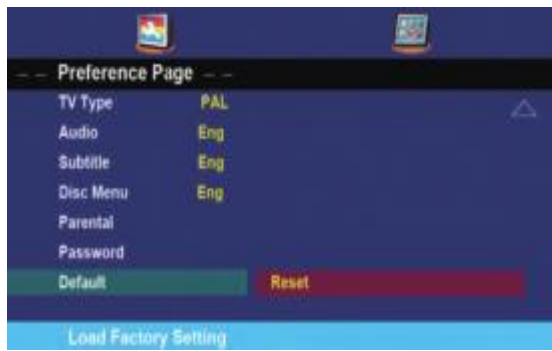 -- Preference Page --
TV Type PAL
Audio Eng
Subtitle Eng
Disc Menu Eng
Parental
Password
Default Reset
Load Factory Setting